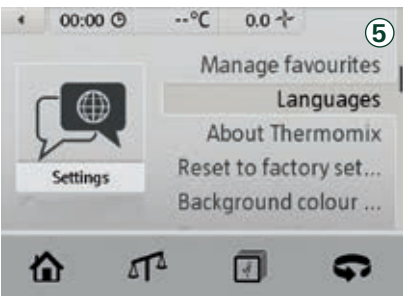 00:00 --°C 0.0
5
Manage favourites
Languages
About Thermomix
Reset to factory set...
Background colour ...
Settings